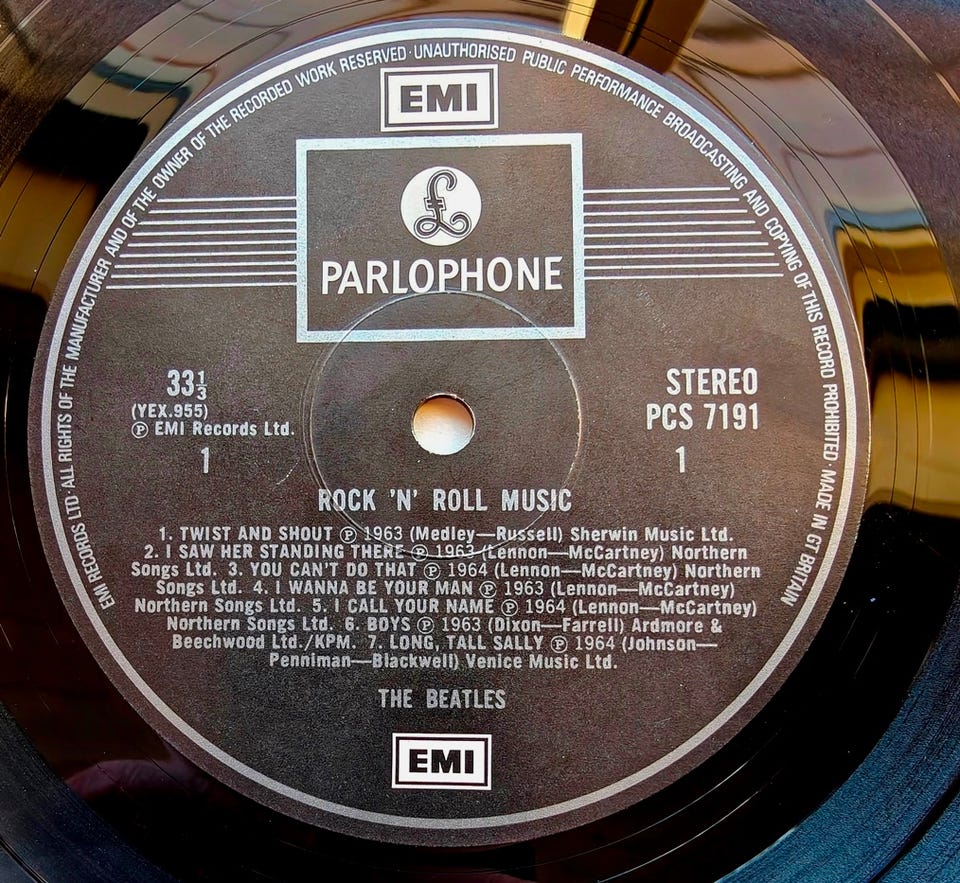 EMI RECORDS LTD·ALL RIGHTS OF THE MANUFACTURER AND OF THE OWNER OF THE RECORDED WORK RESERVED·UNAUTHORISED PUBLIC PERFORMANCE BROADCASTING AND COPYING OF THIS RECORD PROHIBITED·MADE IN GT BRITAIN
EMI
£
PARLOPHONE
33⅓
(YEX.955)
℗ EMI Records Ltd.
1
STEREO
PCS 7191
1
ROCK 'N' ROLL MUSIC
1. TWIST AND SHOUT ℗ 1963 (Medley—Russell) Sherwin Music Ltd.
2. I SAW HER STANDING THERE ℗ 1963 (Lennon—McCartney) Northern
Songs Ltd. 3. YOU CAN'T DO THAT ℗ 1964 (Lennon—McCartney) Northern
Songs Ltd. 4. I WANNA BE YOUR MAN ℗ 1963 (Lennon—McCartney)
Northern Songs Ltd. 5. I CALL YOUR NAME ℗ 1964 (Lennon—McCartney)
Northern Songs Ltd. 6. BOYS ℗ 1963 (Dixon—Farrell) Ardmore &
Beechwood Ltd./KPM. 7. LONG, TALL SALLY ℗ 1964 (Johnson—
Penniman—Blackwell) Venice Music Ltd.
THE BEATLES
EMI